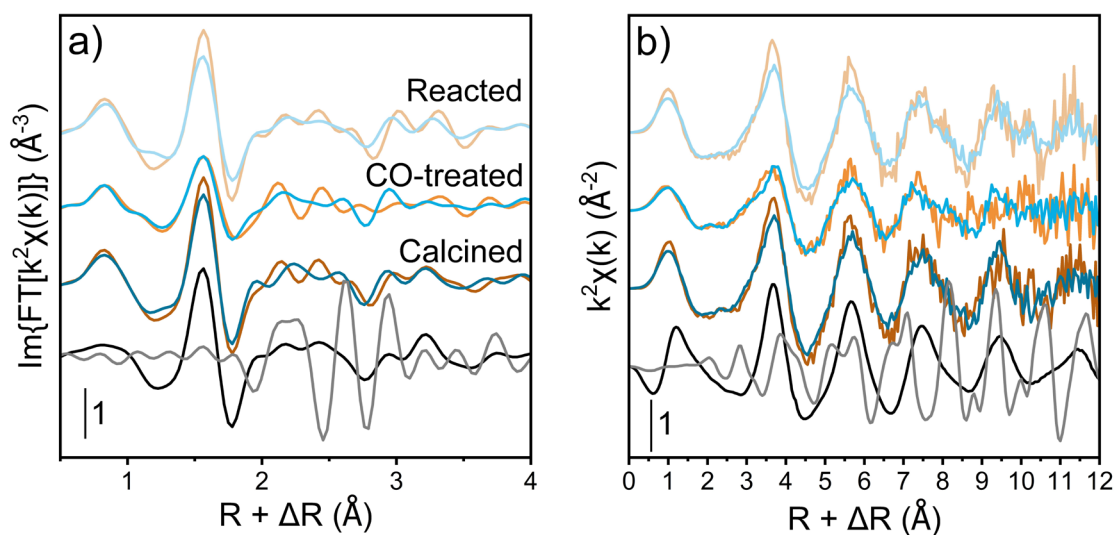 a)
Reacted
CO-treated
Calcined
1
Im{FT[k²χ(k)]} (Å⁻³)
1 2 3 4
R + ΔR (Å)
b)
1
k²χ(k) (Å⁻²)
0 1 2 3 4 5 6 7 8 9 10 11 12
R + ΔR (Å)